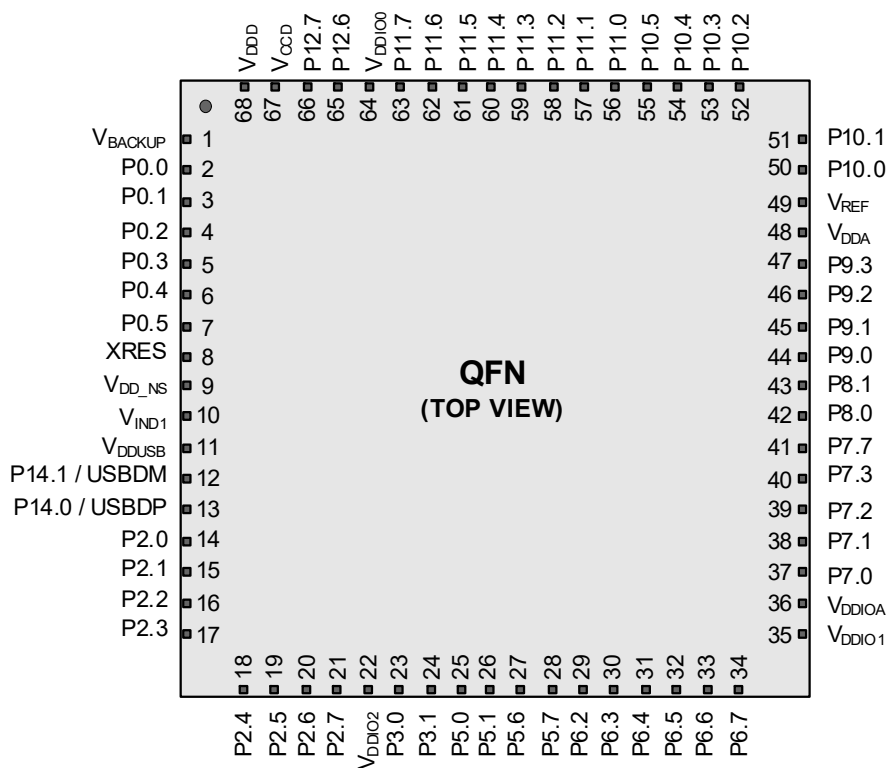 VDDD
VCCD
P12.7
P12.6
VDDIO0
P11.7
P11.6
P11.5
P11.4
P11.3
P11.2
P11.1
P11.0
P10.5
P10.4
P10.3
P10.2
68
67
66
65
64
63
62
61
60
59
58
57
56
55
54
53
52
VBACKUP 1
P0.0 2
P0.1 3
P0.2 4
P0.3 5
P0.4 6
P0.5 7
XRES 8
VDD_NS 9
VIND1 10
VDDUSB 11
P14.1 / USBDM 12
P14.0 / USBDP 13
P2.0 14
P2.1 15
P2.2 16
P2.3 17
QFN
(TOP VIEW)
51 P10.1
50 P10.0
49 VREF
48 VDDA
47 P9.3
46 P9.2
45 P9.1
44 P9.0
43 P8.1
42 P8.0
41 P7.7
40 P7.3
39 P7.2
38 P7.1
37 P7.0
36 VDDIOA
35 VDDIO1
18
19
20
21
22
23
24
25
26
27
28
29
30
31
32
33
34
P2.4
P2.5
P2.6
P2.7
VDDIO2
P3.0
P3.1
P5.0
P5.1
P5.6
P5.7
P6.2
P6.3
P6.4
P6.5
P6.6
P6.7